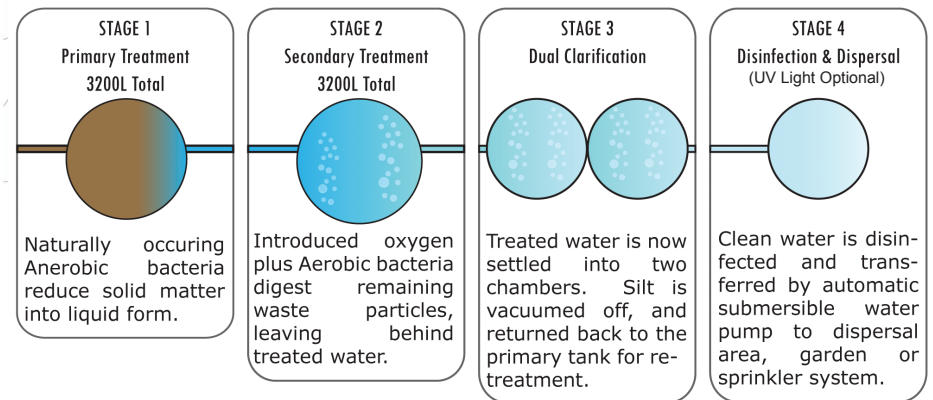 STAGE 1
Primary Treatment
3200L Total
Naturally occuring
Anerobic bacteria
reduce solid matter
into liquid form.
STAGE 2
Secondary Treatment
3200L Total
Introduced oxygen
plus Aerobic bacteria
digest remaining
waste particles,
leaving behind
treated water.
STAGE 3
Dual Clarification
Treated water is now
settled into two
chambers. Silt is
vacuumed off, and
returned back to the
primary tank for re-
treatment.
STAGE 4
Disinfection & Dispersal
(UV Light Optional)
Clean water is disin-
fected and trans-
ferred by automatic
submersible water
pump to dispersal
area, garden or
sprinkler system.